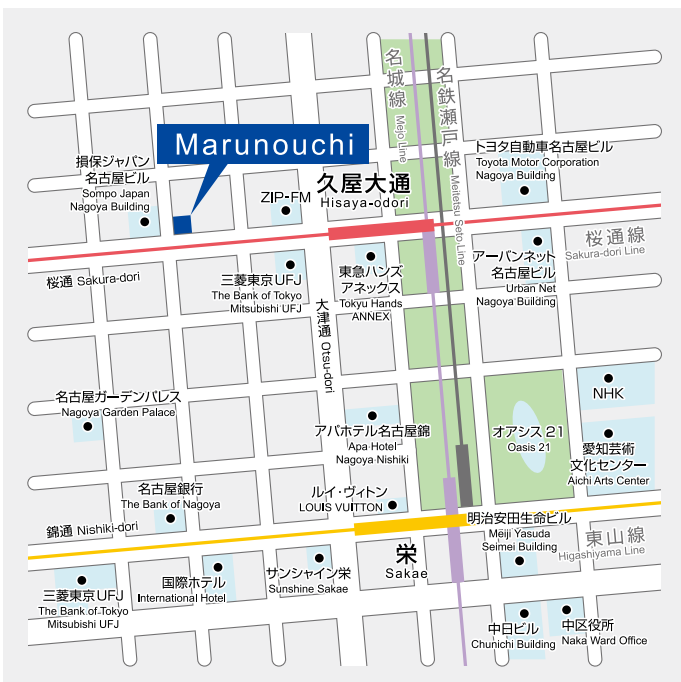 名城線
Mejo Line
名鉄瀬戸線
Meitetsu Seto Line
Marunouchi
損保ジャパン
名古屋ビル
Sompo Japan
Nagoya Building
ZIP-FM
久屋大通
Hisaya-odori
トヨタ自動車名古屋ビル
Toyota Motor Corporation
Nagoya Building
桜通線
Sakura-dori Line
桜通 Sakura-dori
三菱東京UFJ
The Bank of Tokyo
Mitsubishi UFJ
東急ハンズ
アネックス
Tokyu Hands
ANNEX
アーバンネット
名古屋ビル
Urban Net
Nagoya Building
大津通 Otsu-dori
名古屋ガーデンパレス
Nagoya Garden Palace
アパホテル名古屋錦
Apa Hotel
Nagoya Nishiki
オアシス21
Oasis 21
NHK
愛知芸術
文化センター
Aichi Arts Center
名古屋銀行
The Bank of Nagoya
ルイ・ヴィトン
LOUIS VUITTON
錦通 Nishiki-dori
明治安田生命ビル
Meiji Yasuda
Seimei Building
東山線
Higashiyama Line
栄
Sakae
三菱東京UFJ
The Bank of Tokyo
Mitsubishi UFJ
国際ホテル
International Hotel
サンシャイン栄
Sunshine Sakae
中日ビル
Chunichi Building
中区役所
Naka Ward Office